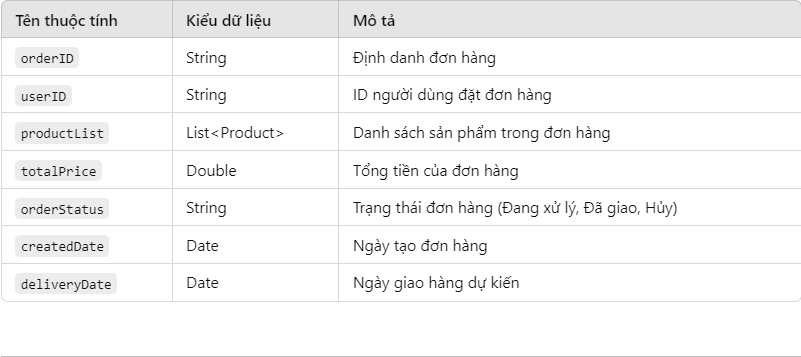 Tên thuộc tính Kiểu dữ liệu Mô tả
orderID String Định danh đơn hàng
userID String ID người dùng đặt đơn hàng
productList List<Product> Danh sách sản phẩm trong đơn hàng
totalPrice Double Tổng tiền của đơn hàng
orderStatus String Trạng thái đơn hàng (Đang xử lý, Đã giao, Hủy)
createdDate Date Ngày tạo đơn hàng
deliveryDate Date Ngày giao hàng dự kiến